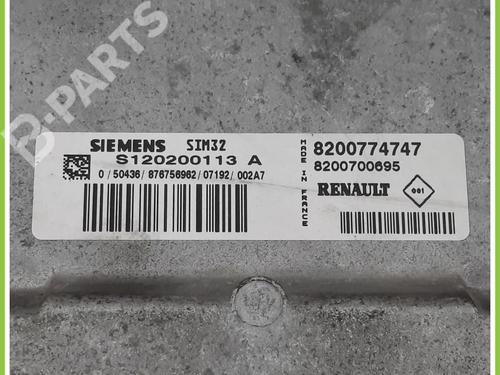 B-PARTS
SIEMENS SIM32
S120200113 A
0/50436/876756962/07192/002A7
MADE IN FRANCE
8200774747
8200700695
RENAULT
001